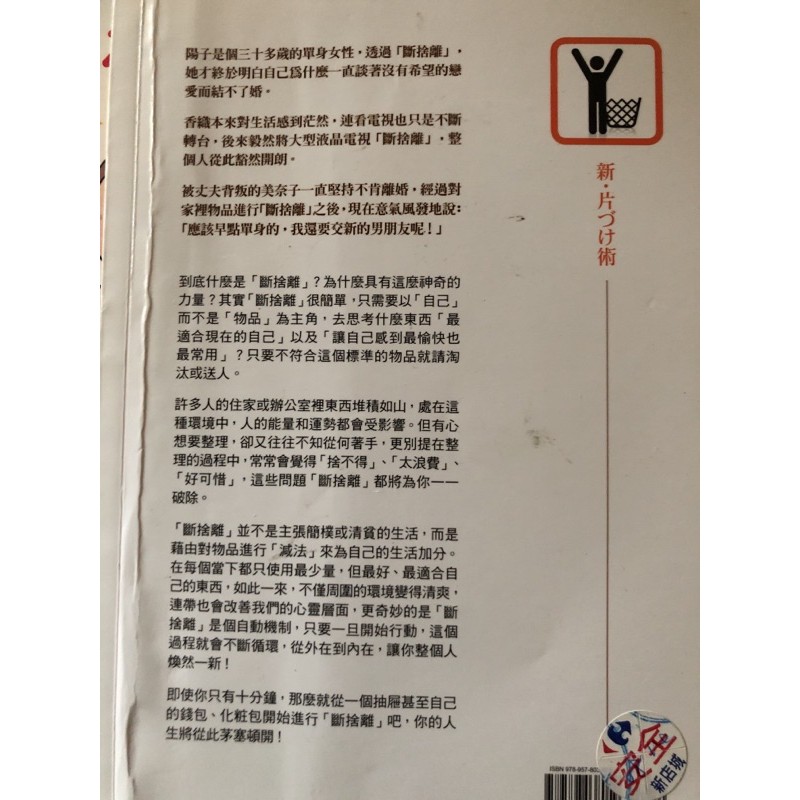 陽子是個三十多歲的單身女性，透過「斷捨離」，
她才終於明白自己為什麼一直談著沒有希望的戀
愛而結不了婚。
香織本來對生活感到茫然，連看電視也只是不斷
轉台，後來毅然將大型液晶電視「斷捨離」，整
個人從此豁然開朗。
被丈夫背叛的美奈子一直堅持不肯離婚，經過對
家裡物品進行「斷捨離」之後，現在意氣風發地說：
「應該早點單身的，我還要交新的男朋友呢！」
到底什麼是「斷捨離」？為什麼具有這麼神奇的
力量？其實「斷捨離」很簡單，只需要以「自己」
而不是「物品」為主角，去思考什麼東西「最
適合現在的自己」以及「讓自己感到最愉快也
最常用」？只要不符合這個標準的物品就請淘
汰或送人。
許多人的住家或辦公室裡東西堆積如山，處在這
種環境中，人的能量和運勢都會受影響。但有心
想要整理，卻又往往不知從何著手，更別提在整
理的過程中，常常會覺得「捨不得」、「太浪費」、
「好可惜」，這些問題「斷捨離」都將為你一一
破除。
「斷捨離」並不是主張簡樸或清貧的生活，而是
藉由對物品進行「減法」來為自己的生活加分。
在每個當下都只使用最少量，但最好、最適合自
己的東西，如此一來，不僅周圍的環境變得清爽，
連帶也會改善我們的心靈層面，更奇妙的是「斷
捨離」是個自動機制，只要一旦開始行動，這個
過程就會不斷循環，從外在到內在，讓你整個人
煥然一新！
即使你只有十分鐘，那麼就從一個抽屜甚至自己
的錢包、化粧包開始進行「斷捨離」吧，你的人
生將從此茅塞頓開！
新・片づけ術
ISBN 978-957-80
安全
新店城